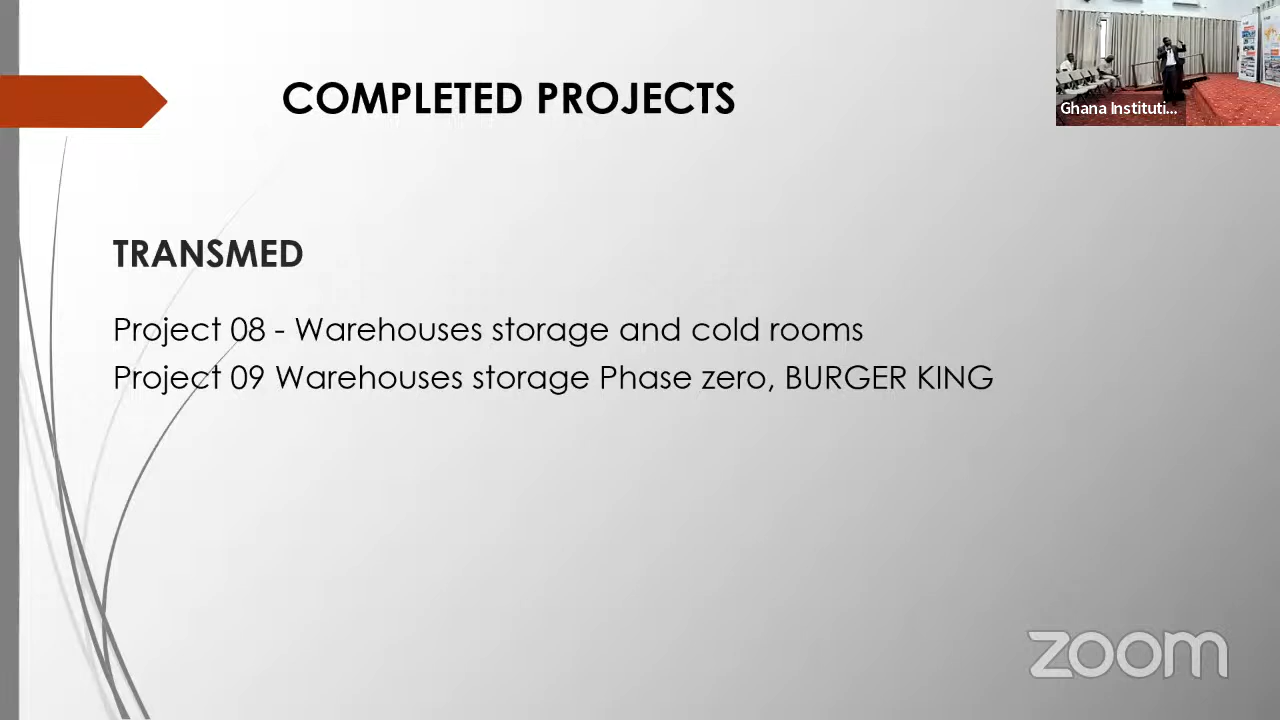 COMPLETED PROJECTS
Ghana Instituti...
TRANSMED
Project 08 - Warehouses storage and cold rooms
Project 09 Warehouses storage Phase zero, BURGER KING
zoom